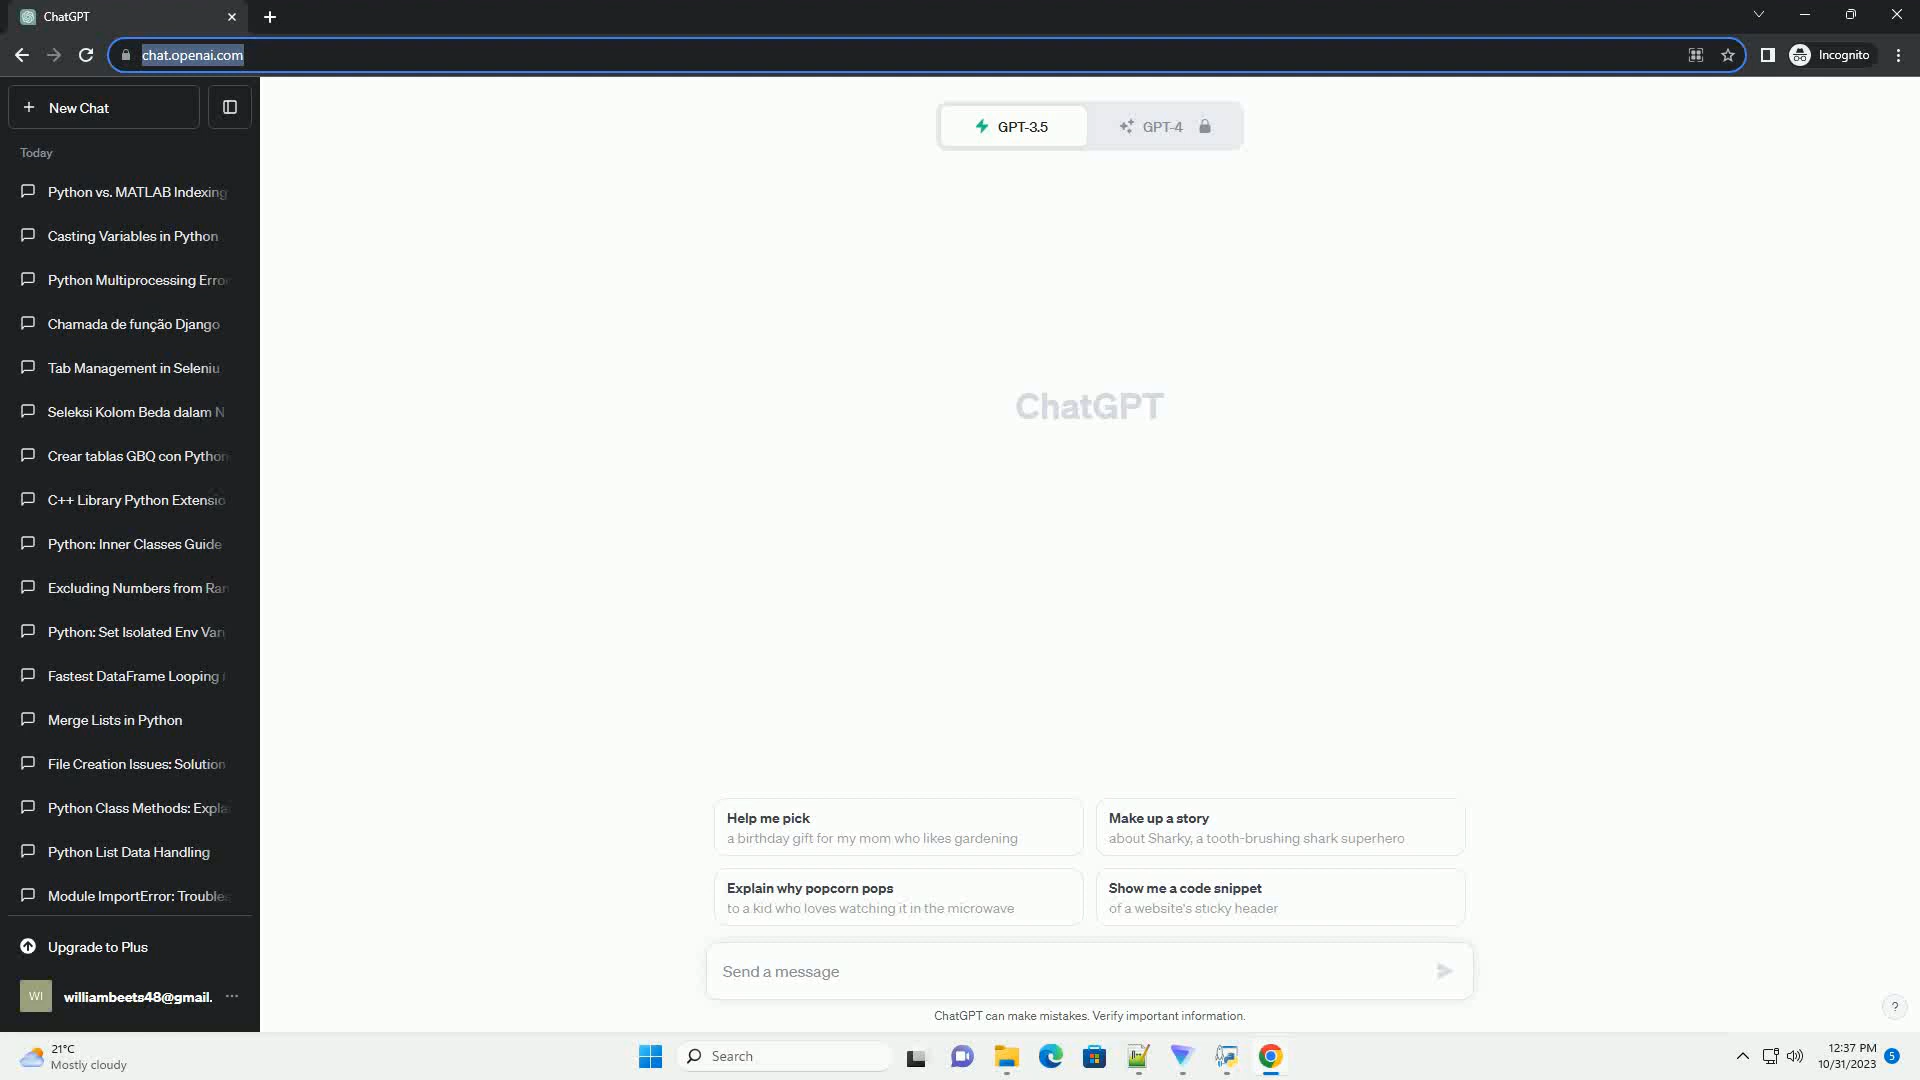 ChatGPT
chat.openai.com
Incognito
New Chat
Today
Python vs. MATLAB Indexing
Casting Variables in Python
Python Multiprocessing Error
Chamada de função Django
Tab Management in Seleniu
Seleksi Kolom Beda dalam N
Crear tablas GBQ con Python
C++ Library Python Extensio
Python: Inner Classes Guide
Excluding Numbers from Ran
Python: Set Isolated Env Var
Fastest DataFrame Looping
Merge Lists in Python
File Creation Issues: Solution
Python Class Methods: Expla
Python List Data Handling
Module ImportError: Troubles
Upgrade to Plus
WI
williambeets48@gmail.
GPT-3.5
GPT-4
ChatGPT
Help me pick
a birthday gift for my mom who likes gardening
Make up a story
about Sharky, a tooth-brushing shark superhero
Explain why popcorn pops
to a kid who loves watching it in the microwave
Show me a code snippet
of a website's sticky header
Send a message
ChatGPT can make mistakes. Verify important information.
?
21°C
Mostly cloudy
Search
12:37 PM
10/31/2023
5